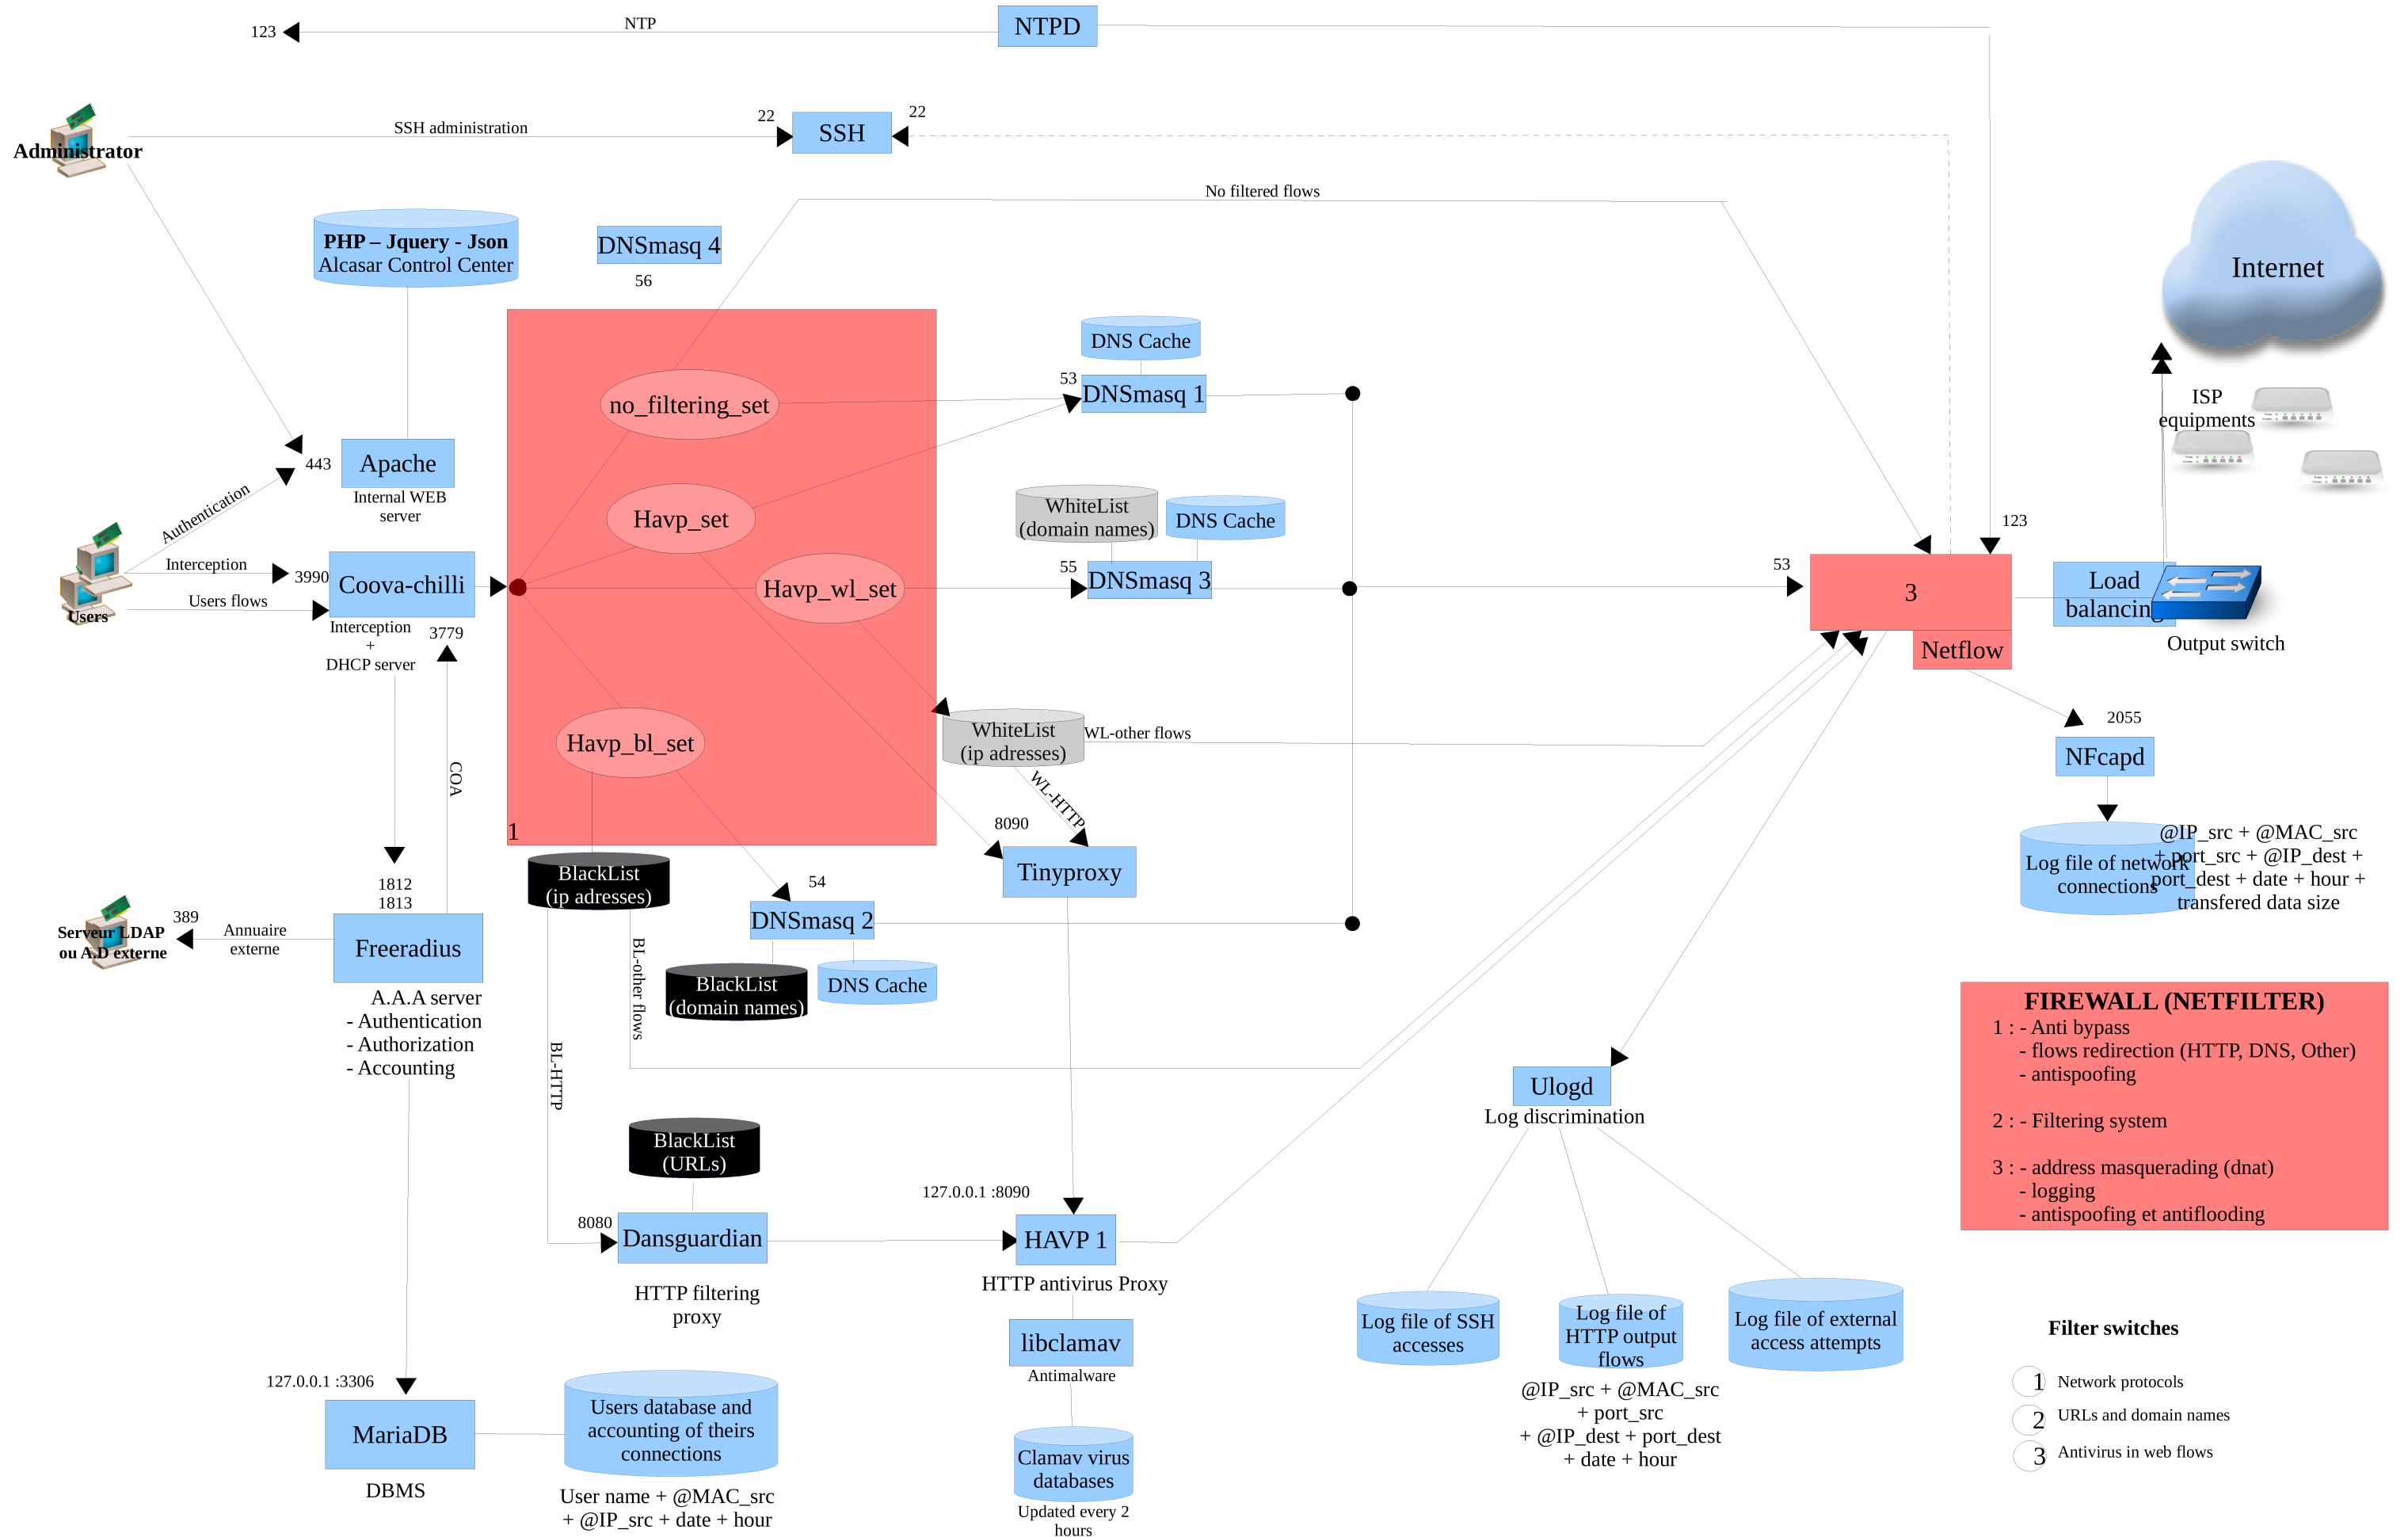 NTP
NTPD
123
22
22
SSH administration
SSH
Administrator
No filtered flows
PHP – Jquery - Json
Alcasar Control Center
DNSmasq 4
56
Internet
DNS Cache
53
DNSmasq 1
no_filtering_set
ISP
equipments
443
Apache
Internal WEB
server
Authentication
Havp_set
WhiteList
(domain names)
DNS Cache
123
Interception
3990
Coova-chilli
Users flows
Users
Havp_wl_set
55
DNSmasq 3
53
3
Load
balancing
Netflow
Output switch
Interception
+
DHCP server
3779
COA
Havp_bl_set
WhiteList
(ip adresses)
WL-other flows
WL-HTTP
2055
NFcapd
1
8090
Tinyproxy
@IP_src + @MAC_src
+ port_src + @IP_dest +
port_dest + date + hour +
transfered data size
Log file of network
connections
BlackList
(ip adresses)
54
DNSmasq 2
1812
1813
389
Annuaire
externe
Serveur LDAP
ou A.D externe
Freeradius
BL-other flows
BlackList
(domain names)
DNS Cache
A.A.A server
- Authentication
- Authorization
- Accounting
FIREWALL (NETFILTER)
1 : - Anti bypass
- flows redirection (HTTP, DNS, Other)
- antispoofing
2 : - Filtering system
3 : - address masquerading (dnat)
- logging
- antispoofing et antiflooding
BL-HTTP
Ulogd
Log discrimination
BlackList
(URLs)
127.0.0.1 :8090
8080
Dansguardian
HTTP filtering
proxy
HAVP 1
HTTP antivirus Proxy
libclamav
Antimalware
Clamav virus
databases
Updated every 2
hours
Log file of SSH
accesses
Log file of
HTTP output
flows
Log file of external
access attempts
@IP_src + @MAC_src
+ port_src
+ @IP_dest + port_dest
+ date + hour
Filter switches
1 Network protocols
2 URLs and domain names
3 Antivirus in web flows
127.0.0.1 :3306
MariaDB
DBMS
Users database and
accounting of theirs
connections
User name + @MAC_src
+ @IP_src + date + hour